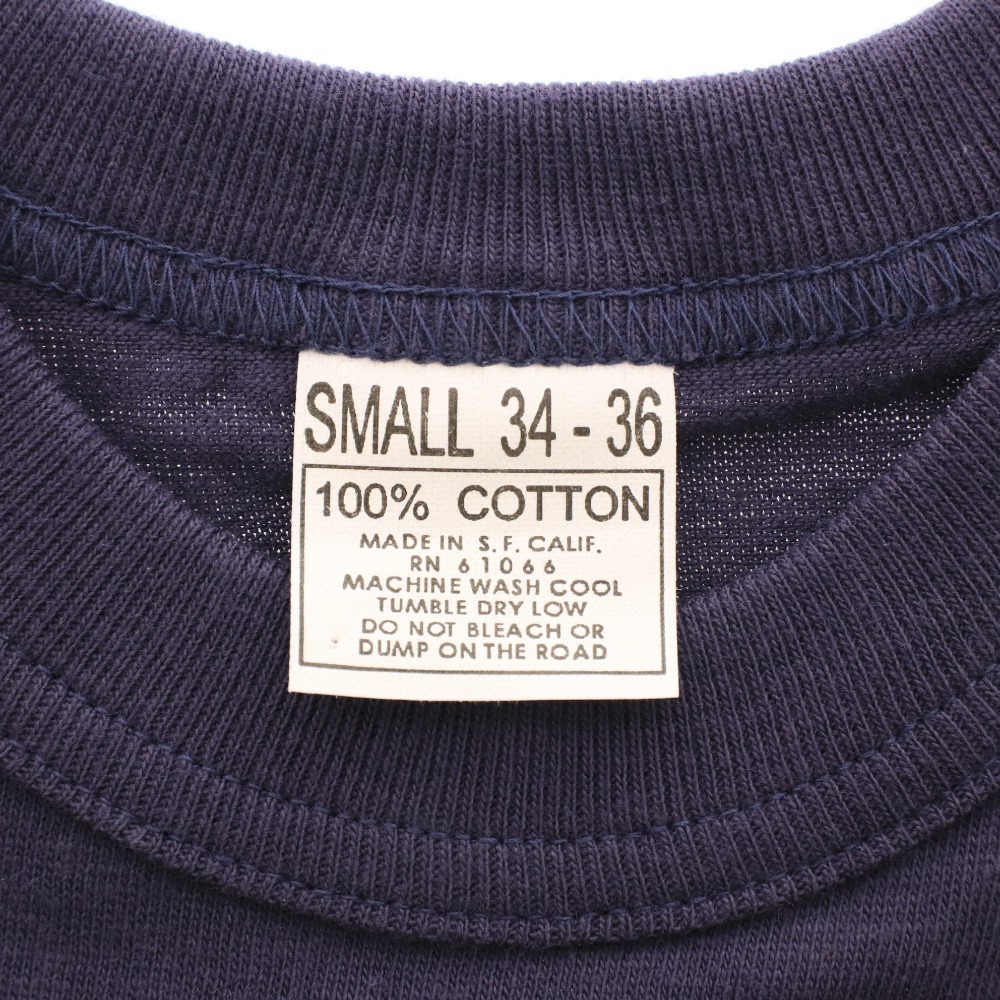 SMALL 34 - 36
100% COTTON
MADE IN S.F. CALIF.
RN 61066
MACHINE WASH COOL
TUMBLE DRY LOW
DO NOT BLEACH OR
DUMP ON THE ROAD